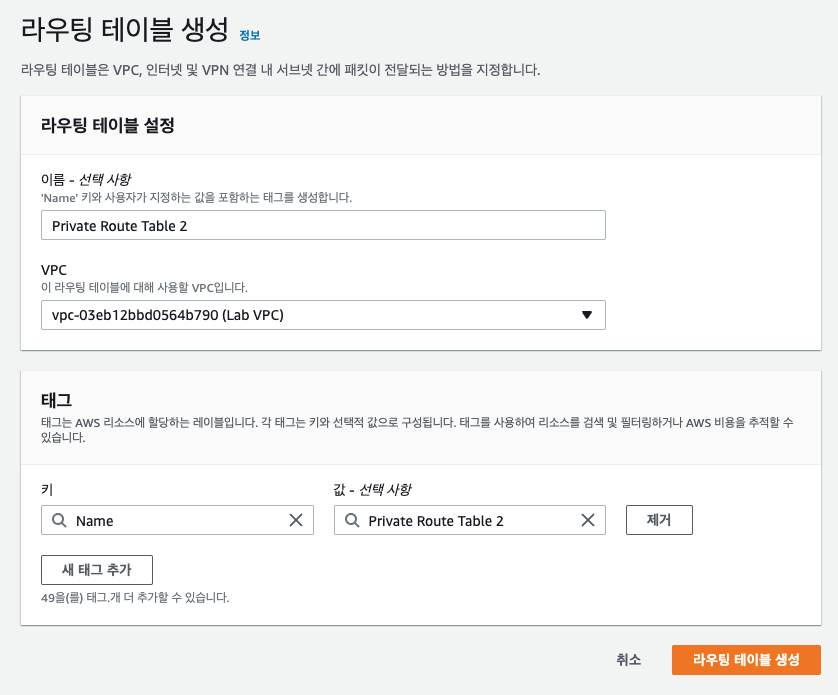 라우팅 테이블 생성 정보
라우팅 테이블은 VPC, 인터넷 및 VPN 연결 내 서브넷 간에 패킷이 전달되는 방법을 지정합니다.
라우팅 테이블 설정
이름 - 선택 사항
'Name' 키와 사용자가 지정하는 값을 포함하는 태그를 생성합니다.
Private Route Table 2
VPC
이 라우팅 테이블에 대해 사용할 VPC입니다.
vpc-03eb12bbd0564b790 (Lab VPC)
태그
태그는 AWS 리소스에 할당하는 레이블입니다. 각 태그는 키와 선택적 값으로 구성됩니다. 태그를 사용하여 리소스를 검색 및 필터링하거나 AWS 비용을 추적할 수
있습니다.
키 값 - 선택 사항
Name Private Route Table 2 제거
새 태그 추가
49을(를) 태그.개 더 추가할 수 있습니다.
취소 라우팅 테이블 생성